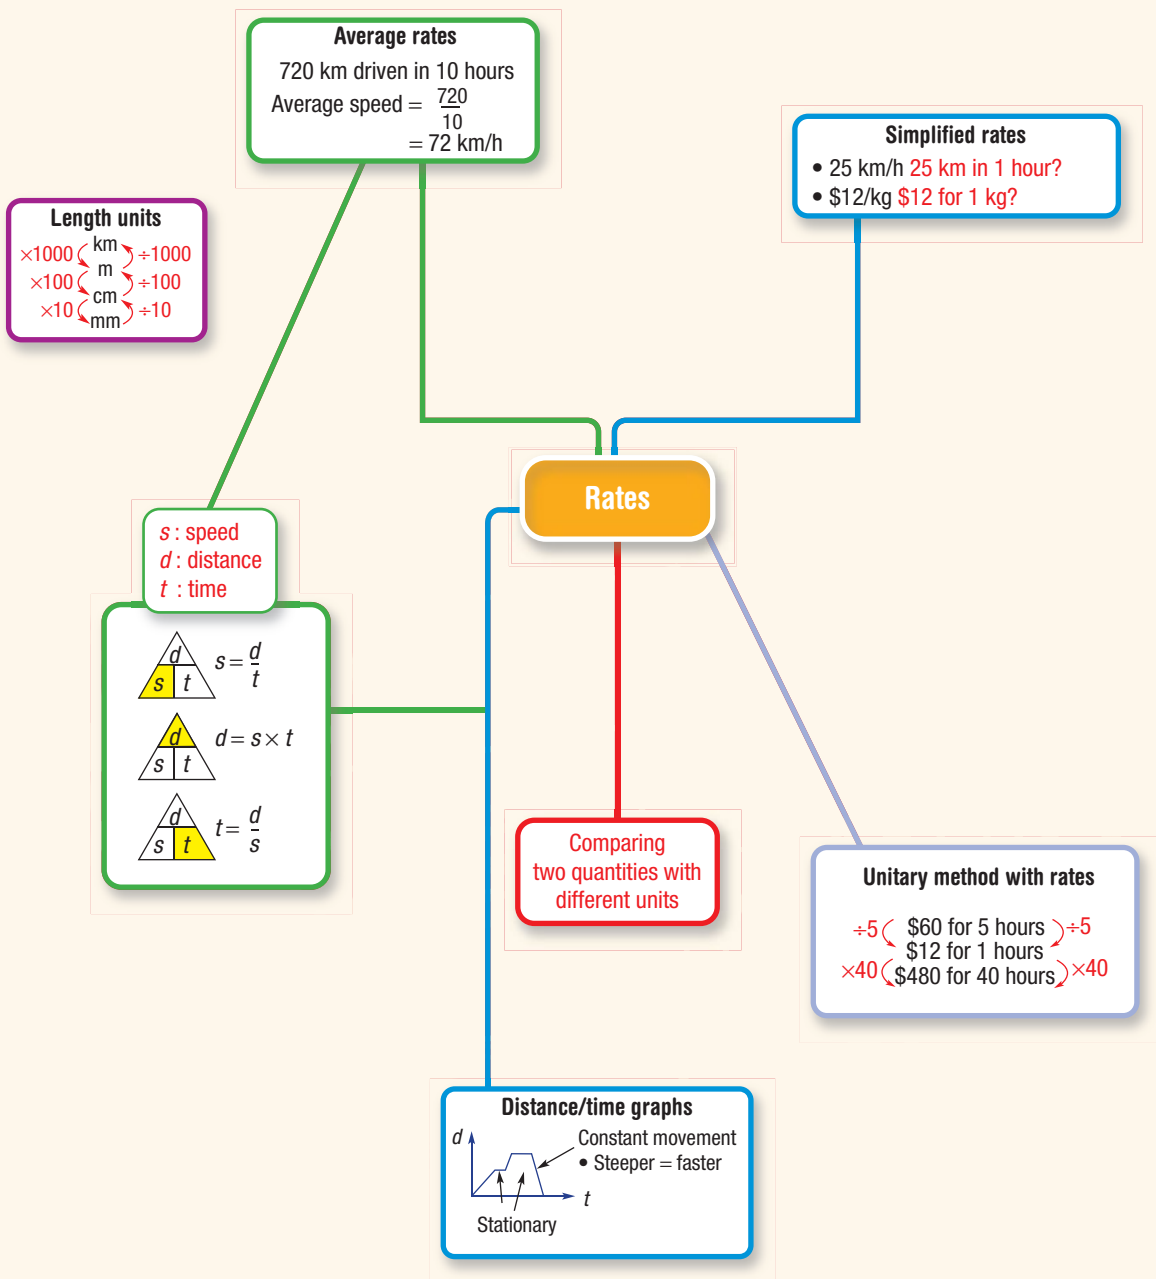 Average rates
720 km driven in 10 hours
Average speed = 720/10
= 72 km/h
Simplified rates
• 25 km/h 25 km in 1 hour?
• $12/kg $12 for 1 kg?
Length units
km
×1000 ÷1000
m
×100 ÷100
cm
×10 ÷10
mm
Rates
s : speed
d : distance
t : time
d
s t
s = d/t
d
s t
d = s × t
d
s t
t = d/s
Comparing
two quantities with
different units
Unitary method with rates
÷5 $60 for 5 hours ÷5
$12 for 1 hours
×40 $480 for 40 hours ×40
Distance/time graphs
d
Constant movement
• Steeper = faster
t
Stationary